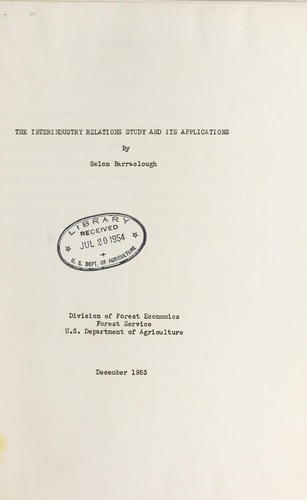 THE INTERINDUSTRY RELATIONS STUDY AND ITS APPLICATIONS
By
Solon Barraclough
LIBRARY
RECEIVED
★ JUL 20 1954 ★
U. S. DEPT. OF AGRICULTURE
Division of Forest Economics
Forest Service
U.S. Department of Agriculture
December 1953